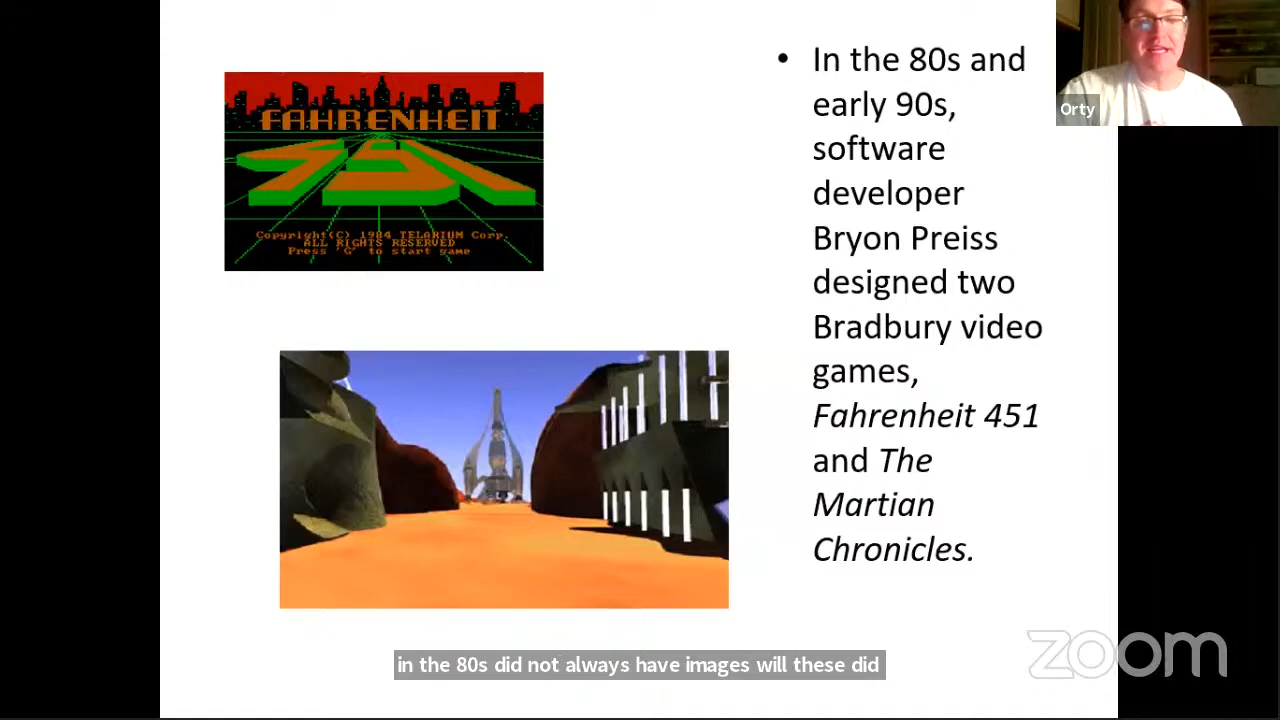 FAHRENHEIT
451
Copyright(C) 1984 TELARIUM Corp.
ALL RIGHTS RESERVED
Press 'G' to start game
• In the 80s and
early 90s,
software
developer
Bryon Preiss
designed two
Bradbury video
games,
Fahrenheit 451
and The
Martian
Chronicles.
Orty
in the 80s did not always have images will these did
zoom